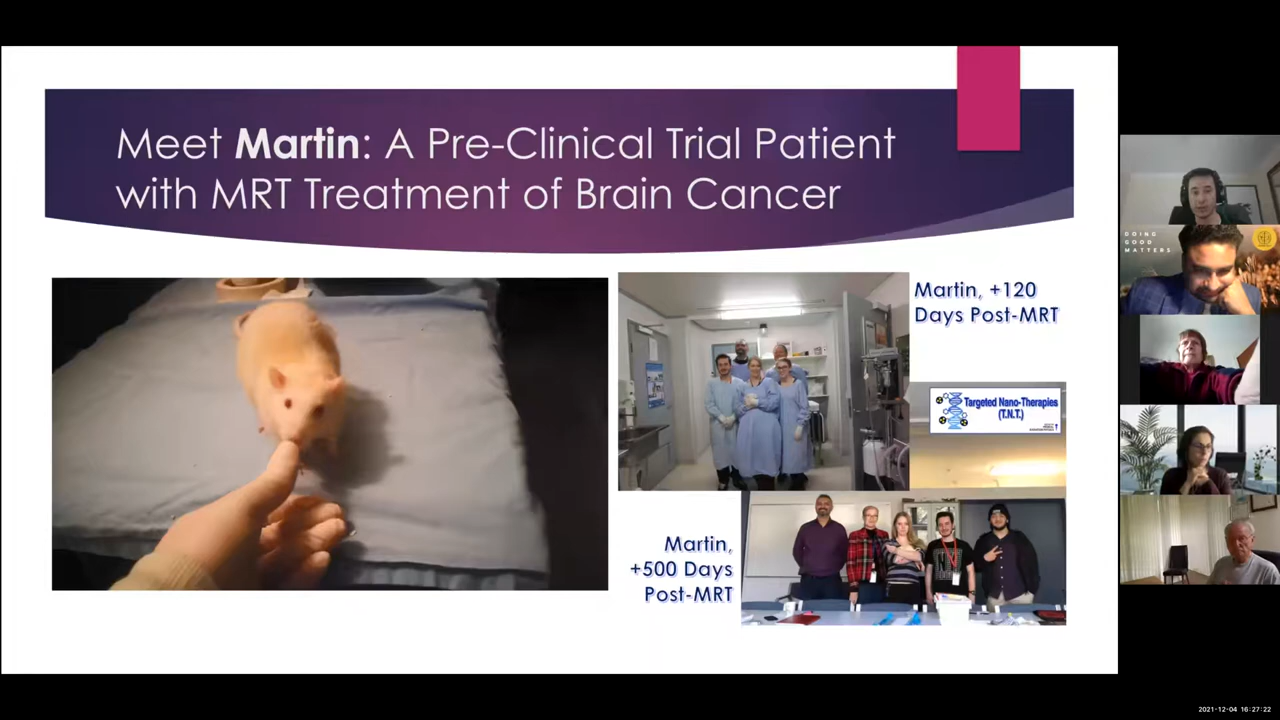 Meet Martin: A Pre-Clinical Trial Patient
with MRT Treatment of Brain Cancer
Martin, +120
Days Post-MRT
Targeted Nano-Therapies
(T.N.T.)
Martin,
+500 Days
Post-MRT
DOING
GOOD
MATTERS
2021-12-04 16:27:22